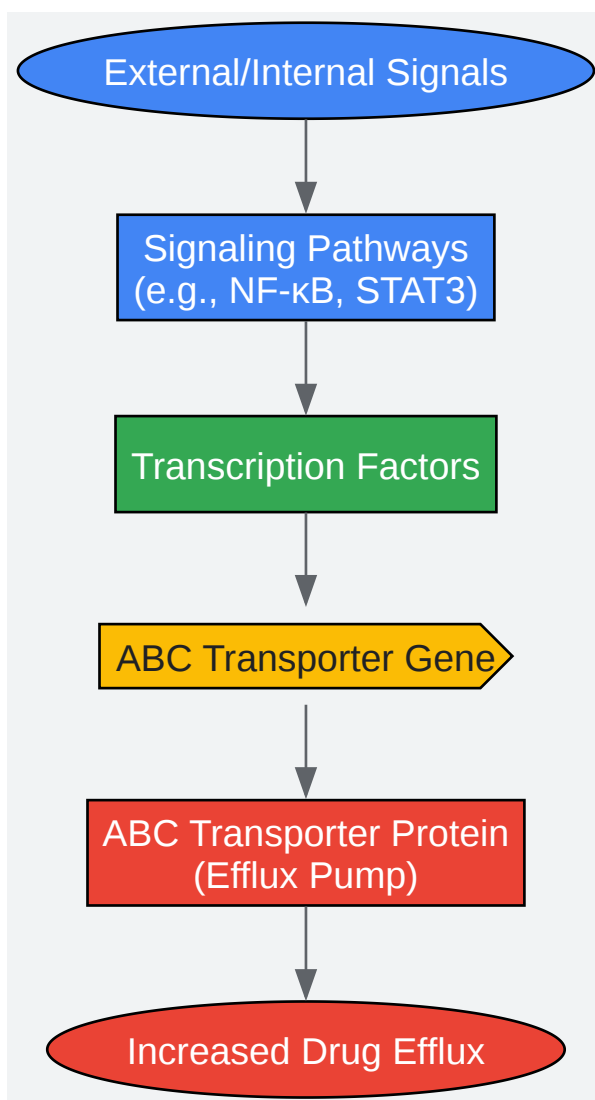 External/Internal Signals
Signaling Pathways
(e.g., NF-κB, STAT3)
Transcription Factors
ABC Transporter Gene
ABC Transporter Protein
(Efflux Pump)
Increased Drug Efflux